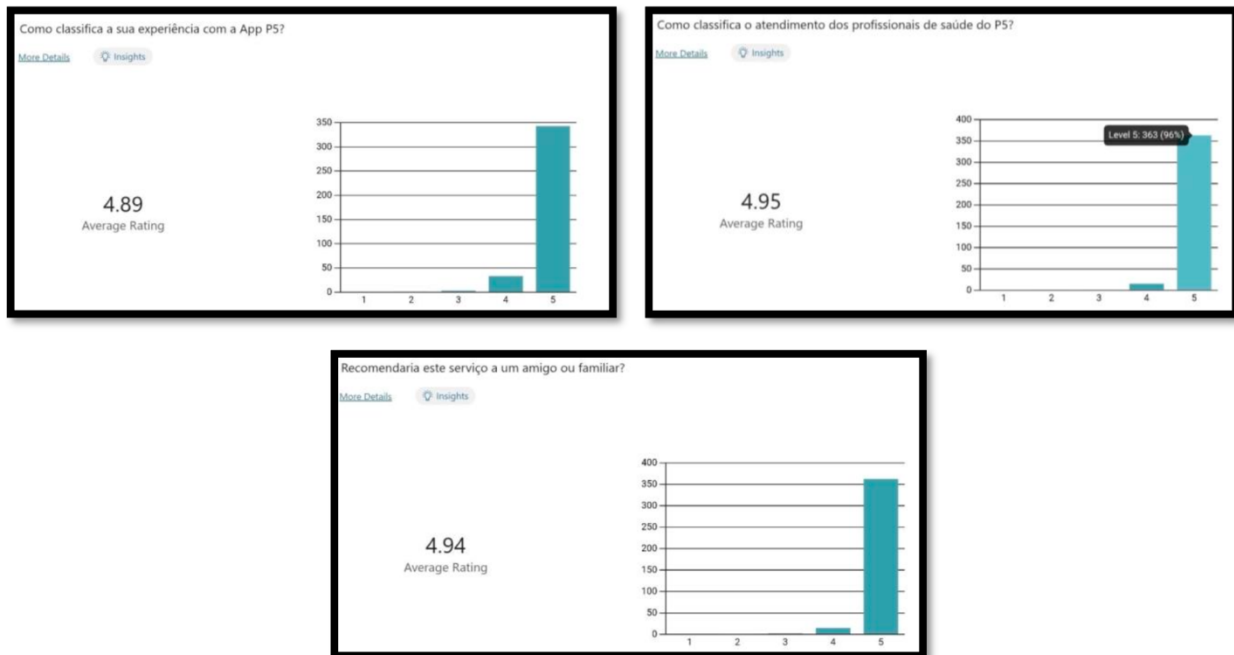 Como classifica a sua experiência com a App P5?
More Details Insights
4.89
Average Rating
350
300
250
200
150
100
50
0
1 2 3 4 5
Como classifica o atendimento dos profissionais de saúde do P5?
More Details Insights
4.95
Average Rating
400
350
300
250
200
150
100
50
0
Level 5: 363 (96%)
1 2 3 4 5
Recomendaria este serviço a um amigo ou familiar?
More Details Insights
4.94
Average Rating
400
350
300
250
200
150
100
50
0
1 2 3 4 5